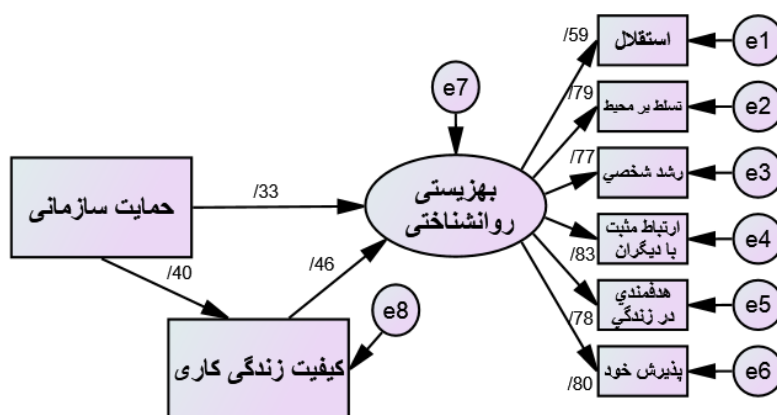 /59
استقلال
e1
e7
/79
تسلط بر محیط
e2
/77
رشد شخصي
e3
حمایت سازمانی
/33
بهزیستی
روانشناختی
ارتباط مثبت
با دیگران
/83
e4
/40
/46
e8
هدفمندي
در زندگي
/78
e5
کیفیت زندگی کاری
/80
پذیرش خود
e6